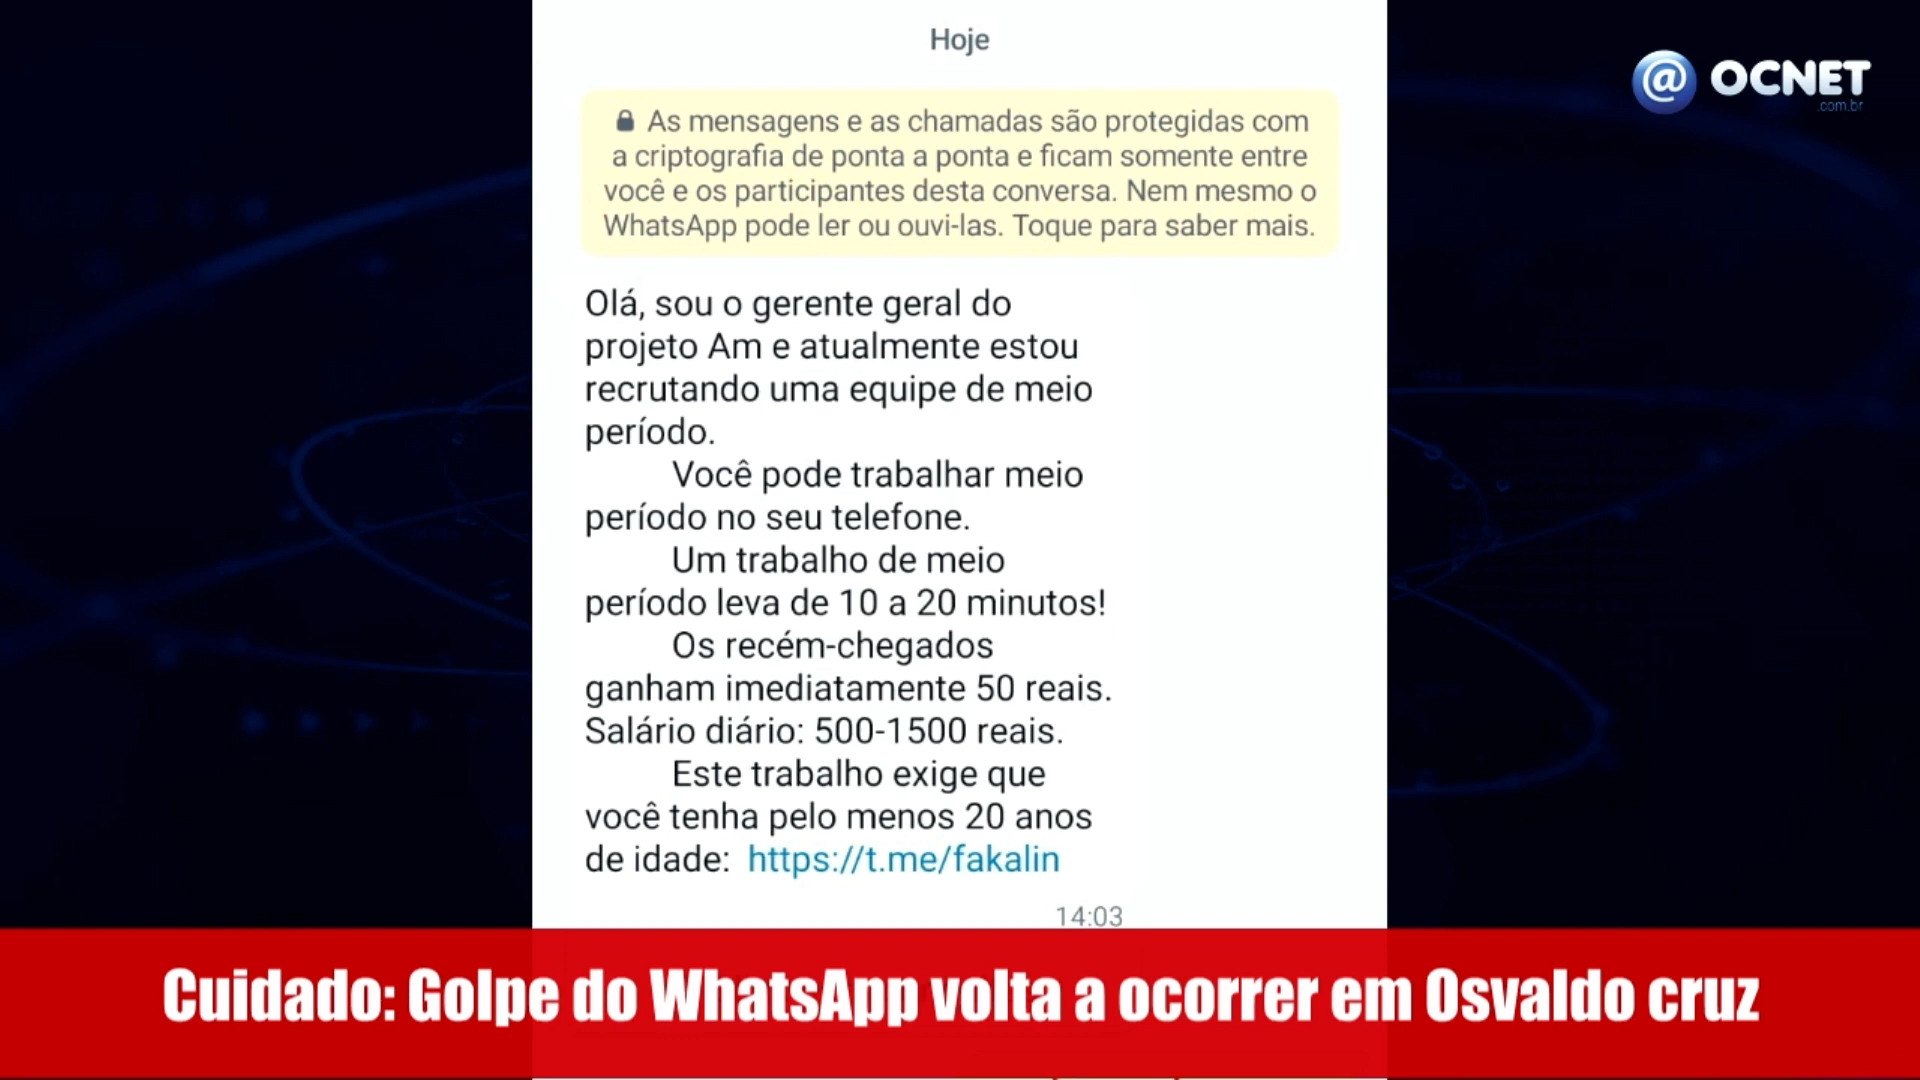 Hoje
@ OCNET
.com.br
As mensagens e as chamadas são protegidas com
a criptografia de ponta a ponta e ficam somente entre
você e os participantes desta conversa. Nem mesmo o
WhatsApp pode ler ou ouvi-las. Toque para saber mais.
Olá, sou o gerente geral do
projeto Am e atualmente estou
recrutando uma equipe de meio
período.
Você pode trabalhar meio
período no seu telefone.
Um trabalho de meio
período leva de 10 a 20 minutos!
Os recém-chegados
ganham imediatamente 50 reais.
Salário diário: 500-1500 reais.
Este trabalho exige que
você tenha pelo menos 20 anos
de idade: https://t.me/fakalin
14:03
Cuidado: Golpe do WhatsApp volta a ocorrer em Osvaldo cruz